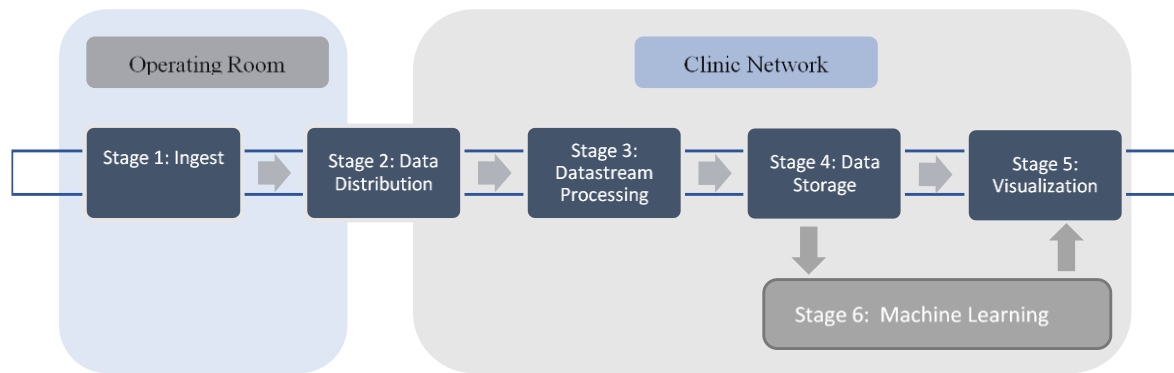 Operating Room
Clinic Network
Stage 1: Ingest
Stage 2: Data
Distribution
Stage 3:
Datastream
Processing
Stage 4: Data
Storage
Stage 5:
Visualization
Stage 6:  Machine Learning